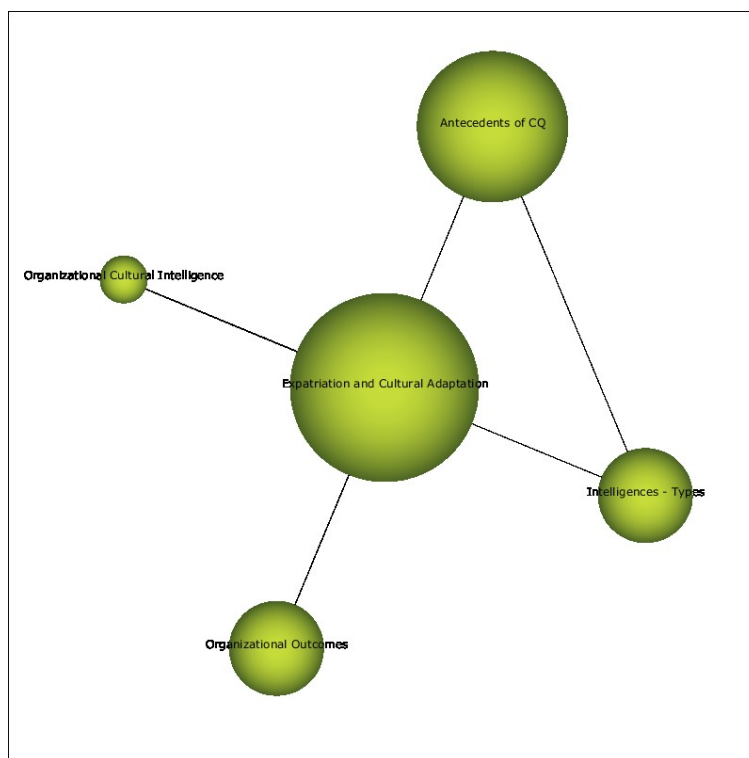 Antecedents of CQ
Organizational Cultural Intelligence
Expatriation and Cultural Adaptation
Intelligences - Types
Organizational Outcomes